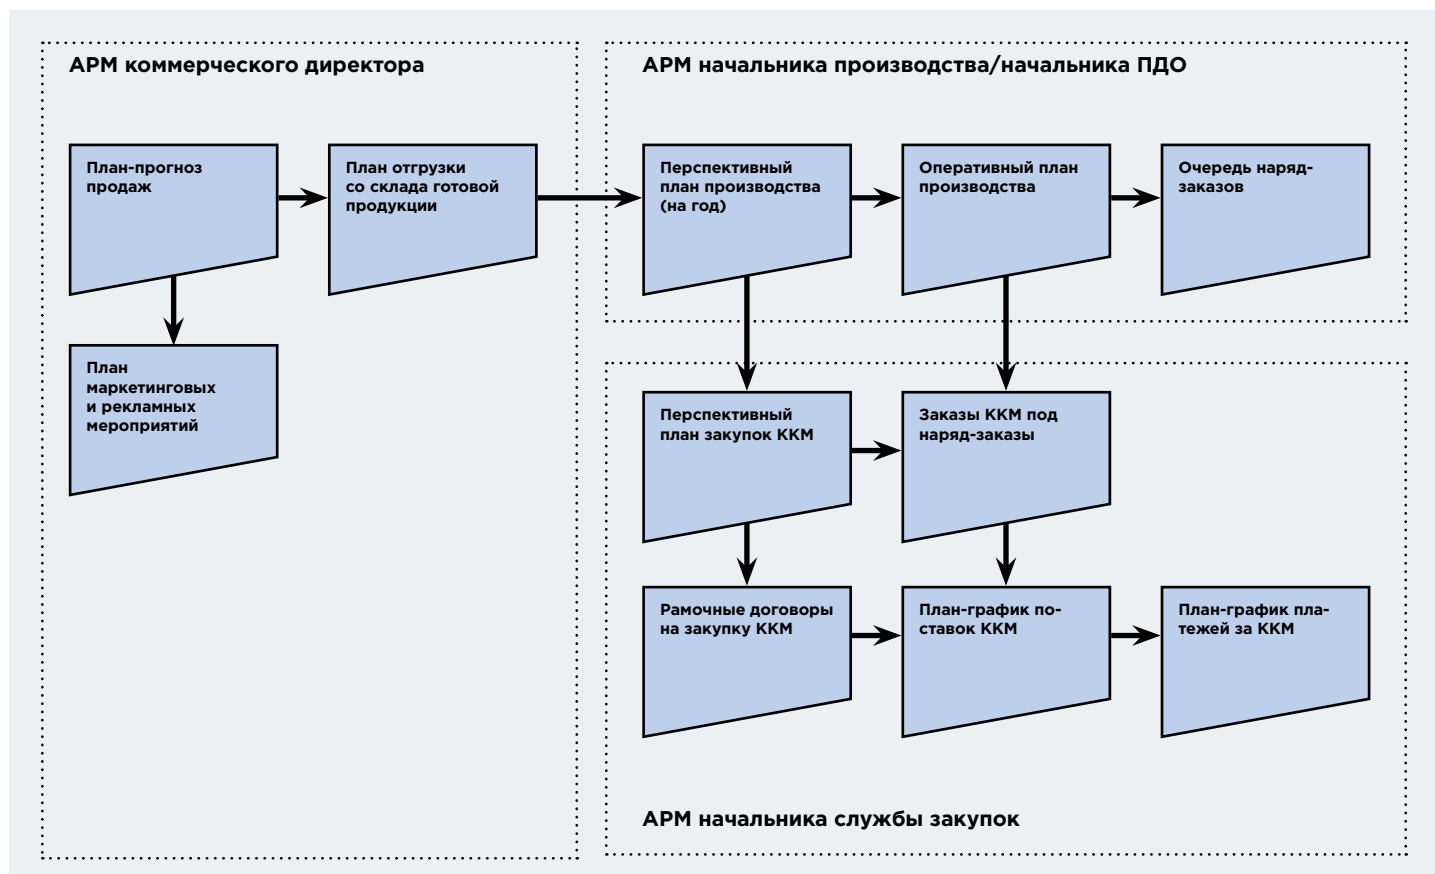 АРМ коммерческого директора
План-прогноз
продаж
План отгрузки
со склада готовой
продукции
План
маркетинговых
и рекламных
мероприятий
АРМ начальника производства/начальника ПДО
Перспективный
план производства
(на год)
Оперативный план
производства
Очередь наряд-
заказов
Перспективный
план закупок ККМ
Заказы ККМ под
наряд-заказы
Рамочные договоры
на закупку ККМ
План-график по-
ставок ККМ
План-график пла-
тежей за ККМ
АРМ начальника службы закупок